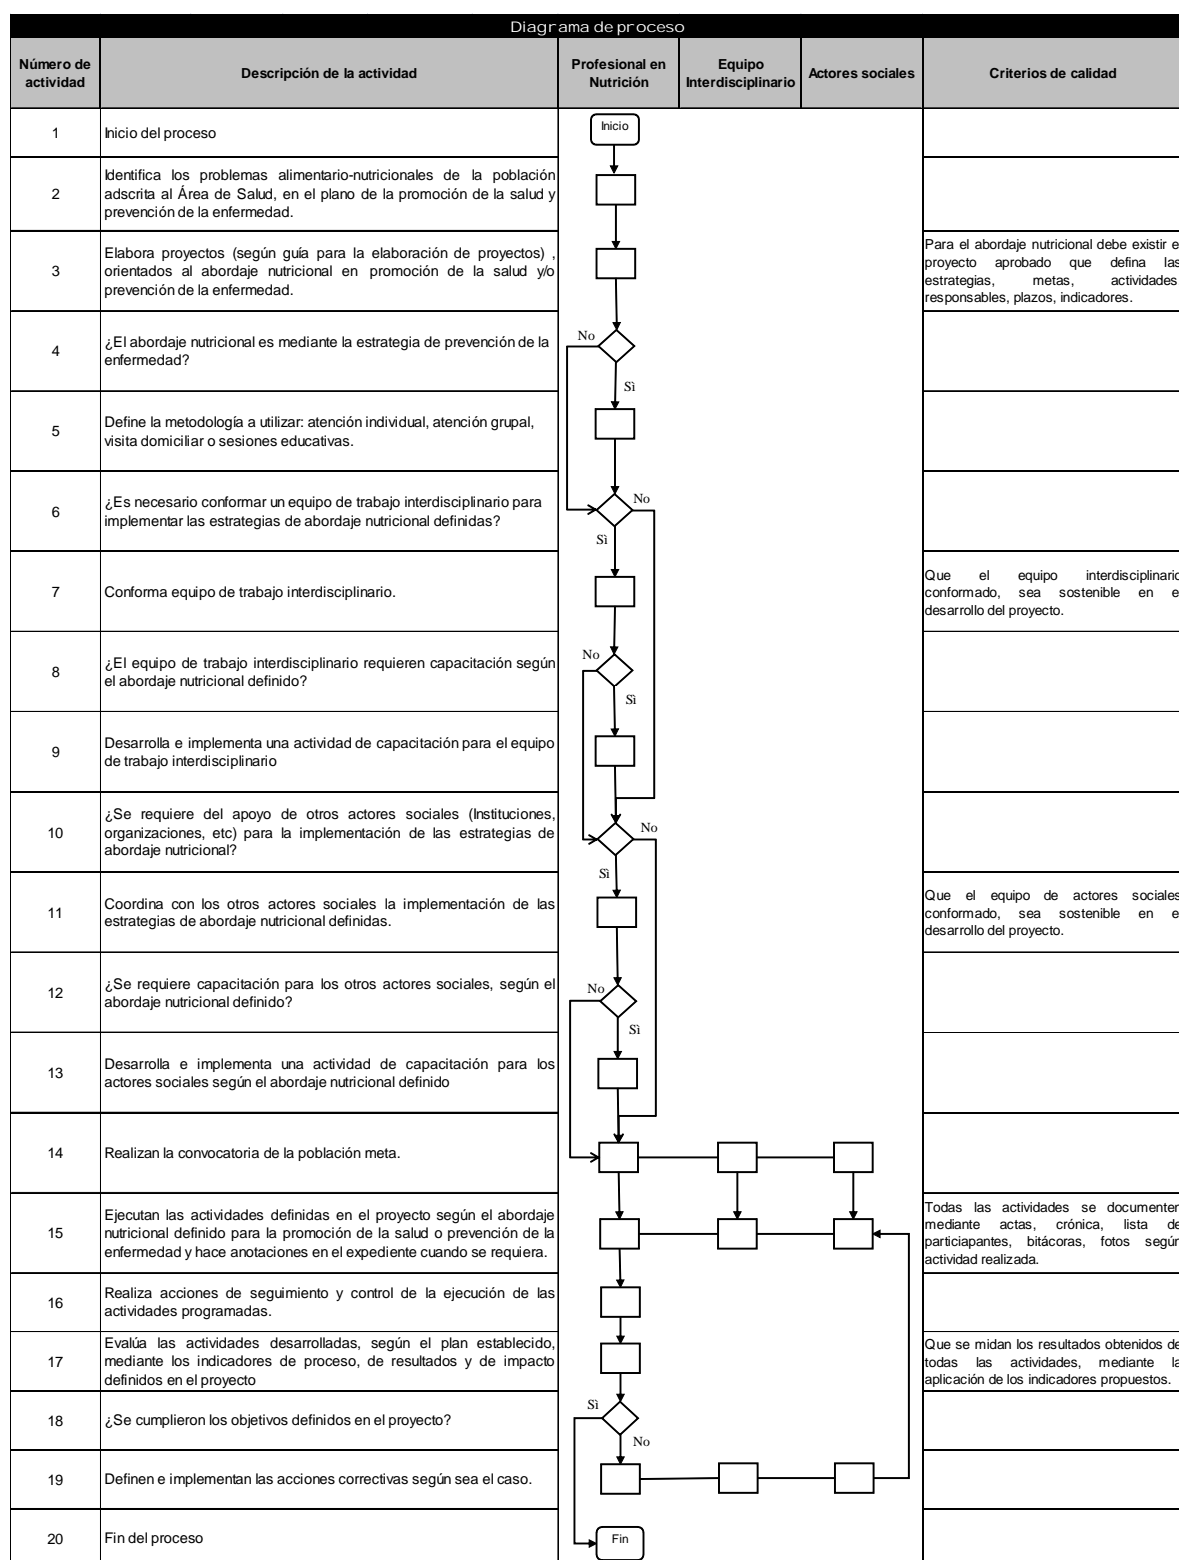 Diagrama de proceso
Número de actividad
Descripción de la actividad
Profesional en Nutrición
Equipo Interdisciplinario
Actores sociales
Criterios de calidad
1
Inicio del proceso
Inicio
2
Identifica los problemas alimentario-nutricionales de la población
adscrita al Área de Salud, en el plano de la promoción de la salud y
prevención de la enfermedad.
3
Elabora proyectos (según guía para la elaboración de proyectos) ,
orientados al abordaje nutricional en promoción de la salud y/o
prevención de la enfermedad.
Para el abordaje nutricional debe existir e
proyecto aprobado que defina las
estrategias, metas, actividades
responsables, plazos, indicadores.
4
¿El abordaje nutricional es mediante la estrategia de prevención de la
enfermedad?
No
Sì
5
Define la metodología a utilizar: atención individual, atención grupal,
visita domiciliar o sesiones educativas.
6
¿Es necesario conformar un equipo de trabajo interdisciplinario para
implementar las estrategias de abordaje nutricional definidas?
No
Sì
7
Conforma equipo de trabajo interdisciplinario.
Que el equipo interdisciplinario
conformado, sea sostenible en e
desarrollo del proyecto.
8
¿El equipo de trabajo interdisciplinario requieren capacitación según
el abordaje nutricional definido?
No
Sì
9
Desarrolla e implementa una actividad de capacitación para el equipo
de trabajo interdisciplinario
10
¿Se requiere del apoyo de otros actores sociales (Instituciones,
organizaciones, etc) para la implementación de las estrategias de
abordaje nutricional?
No
Sì
11
Coordina con los otros actores sociales la implementación de las
estrategias de abordaje nutricional definidas.
Que el equipo de actores sociales
conformado, sea sostenible en e
desarrollo del proyecto.
12
¿Se requiere capacitación para los otros actores sociales, según el
abordaje nutricional definido?
No
Sì
13
Desarrolla e implementa una actividad de capacitación para los
actores sociales según el abordaje nutricional definido
14
Realizan la convocatoria de la población meta.
15
Ejecutan las actividades definidas en el proyecto según el abordaje
nutricional definido para la promoción de la salud o prevención de la
enfermedad y hace anotaciones en el expediente cuando se requiera.
Todas las actividades se documenten
mediante actas, crónica, lista de
particiapantes, bitácoras, fotos según
actividad realizada.
16
Realiza acciones de seguimiento y control de la ejecución de las
actividades programadas.
17
Evalúa las actividades desarrolladas, según el plan establecido,
mediante los indicadores de proceso, de resultados y de impacto
definidos en el proyecto
Que se midan los resultados obtenidos de
todas las actividades, mediante la
aplicación de los indicadores propuestos.
18
¿Se cumplieron los objetivos definidos en el proyecto?
Sì
No
19
Definen e implementan las acciones correctivas según sea el caso.
20
Fin del proceso
Fin